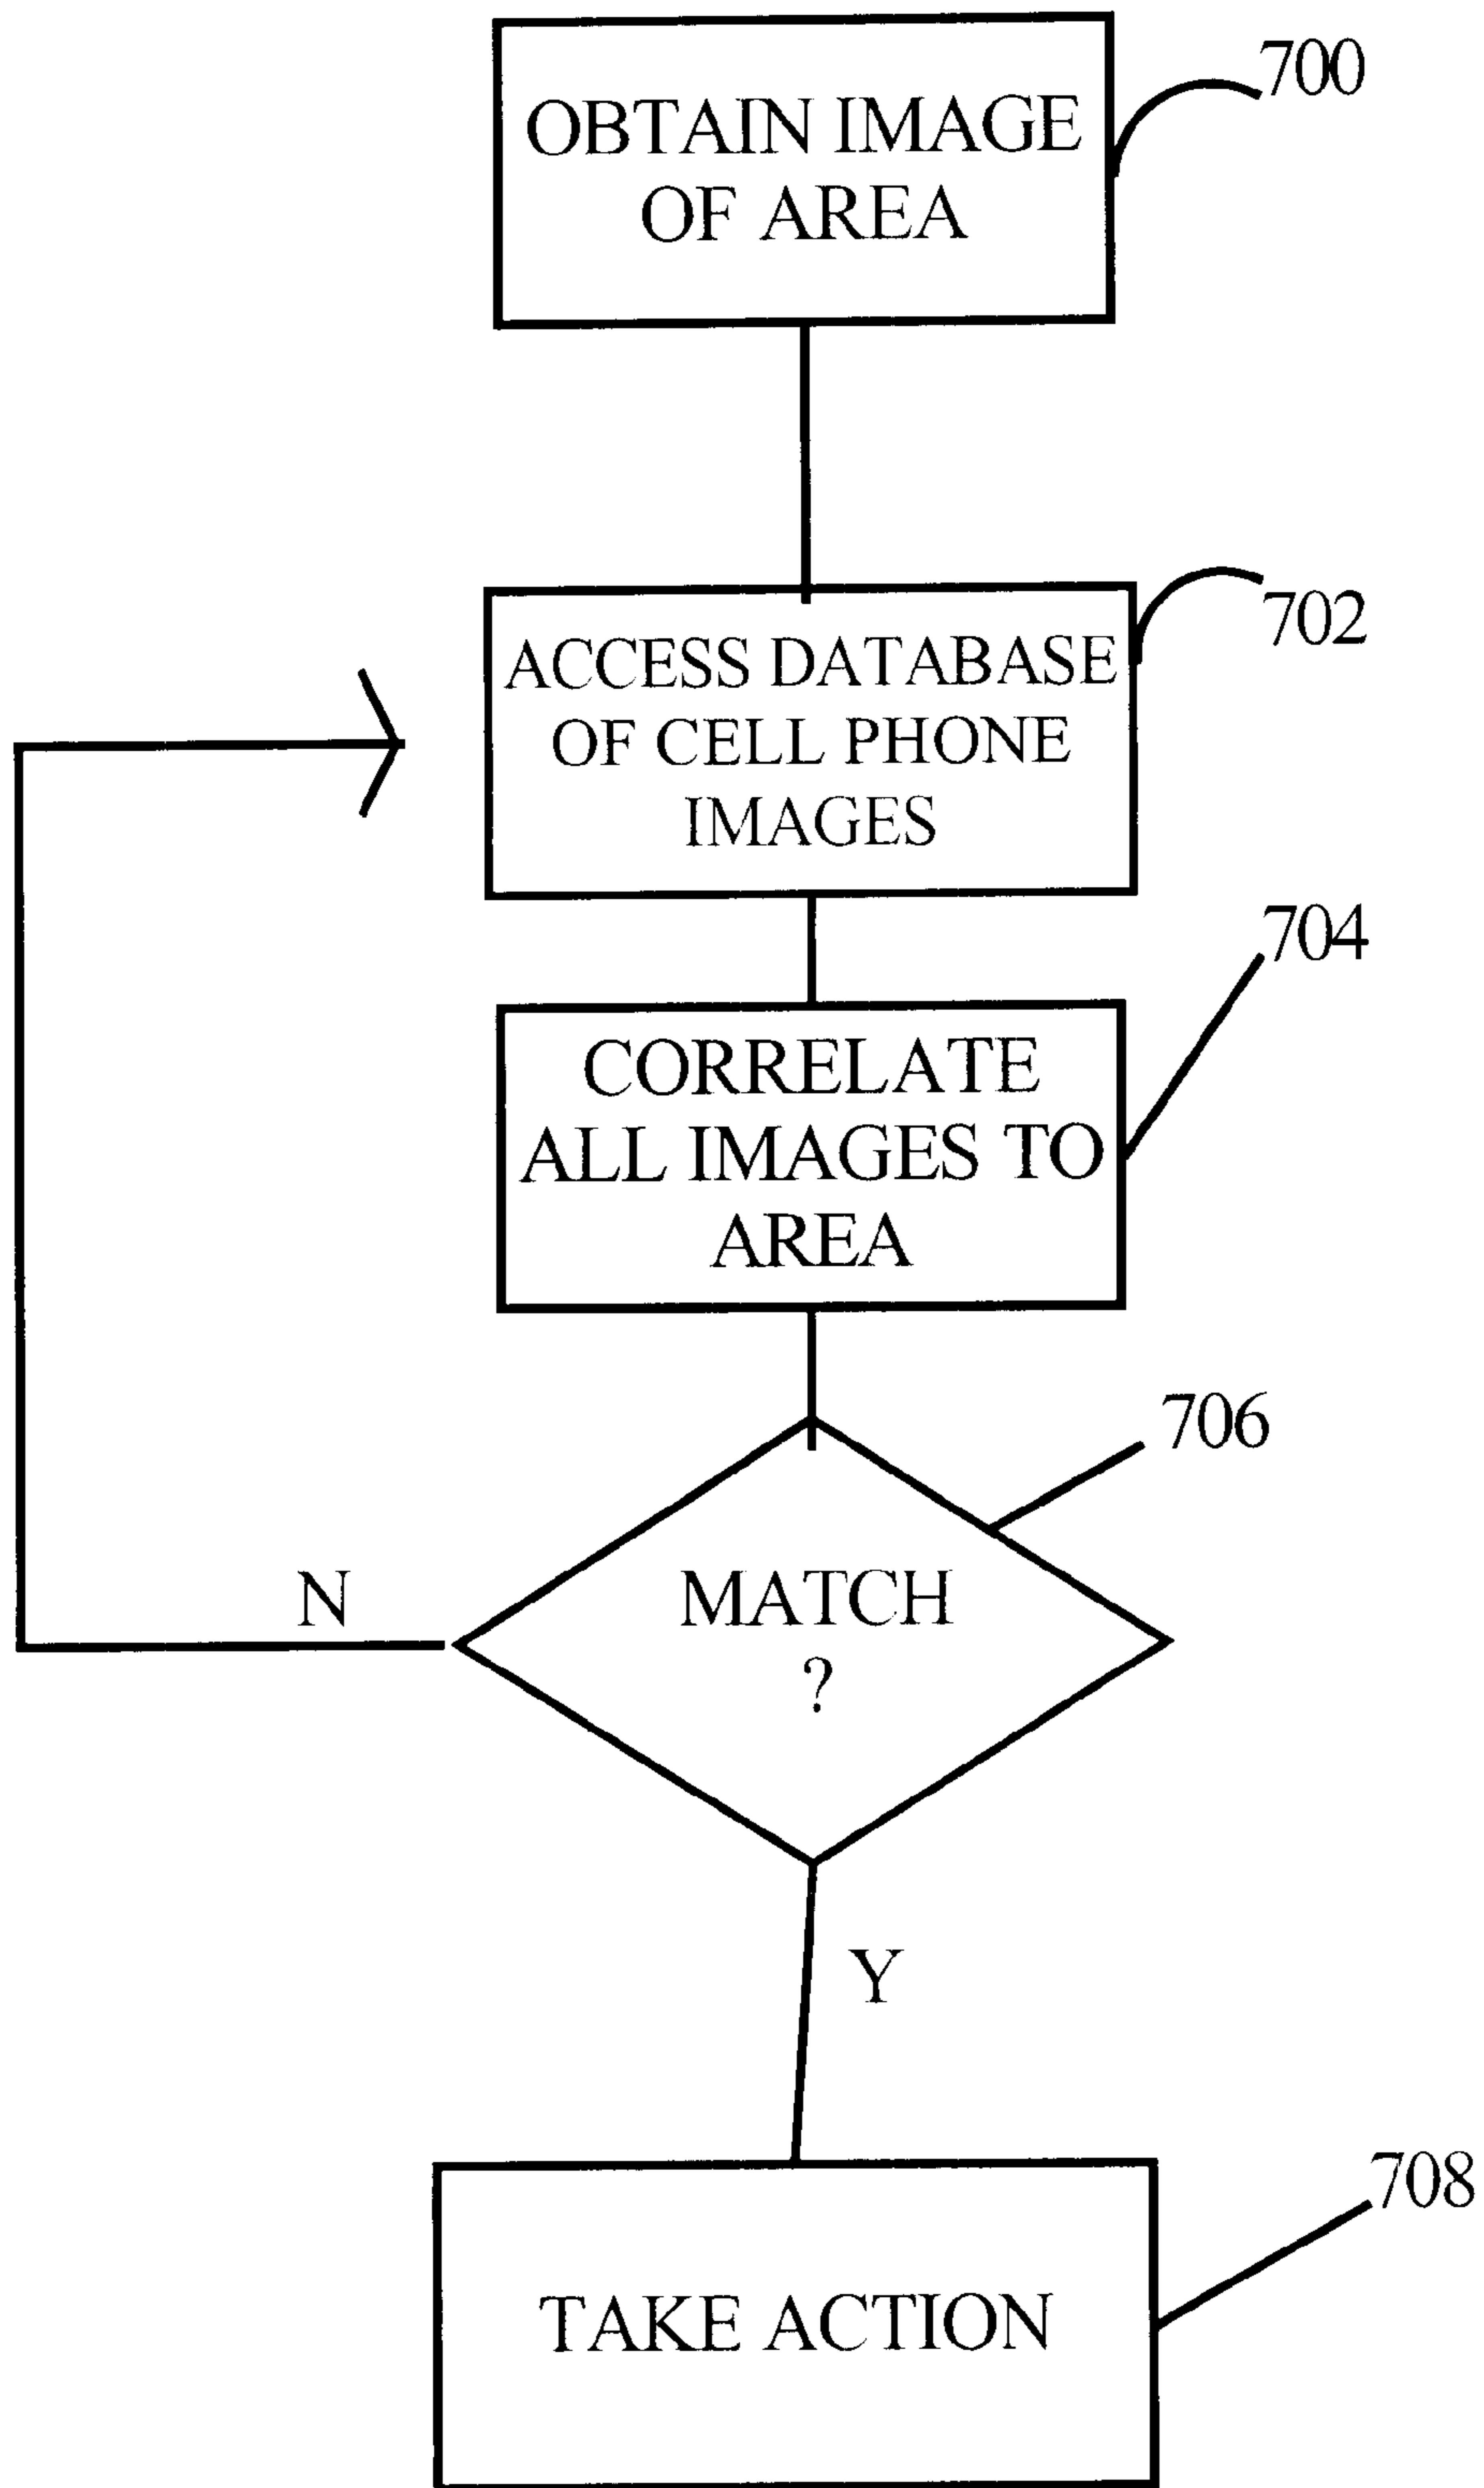 OBTAIN IMAGE
OF AREA
700
ACCESS DATABASE
OF CELL PHONE
IMAGES
702
CORRELATE
ALL IMAGES TO
AREA
704
MATCH
?
706
N
Y
TAKE ACTION
708